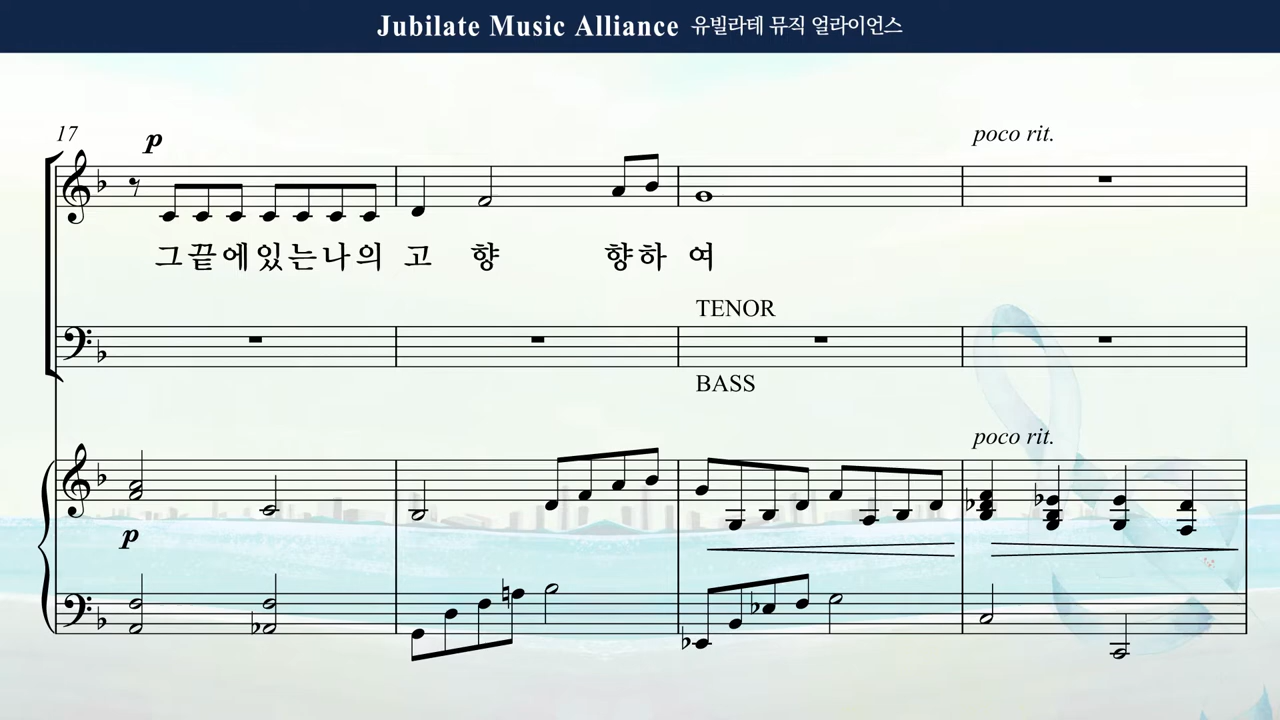 Jubilate Music Alliance 유빌라테 뮤직 얼라이언스
17
p
poco rit.
그끝에있는나의 고 향 향하 여
TENOR
BASS
poco rit.
p